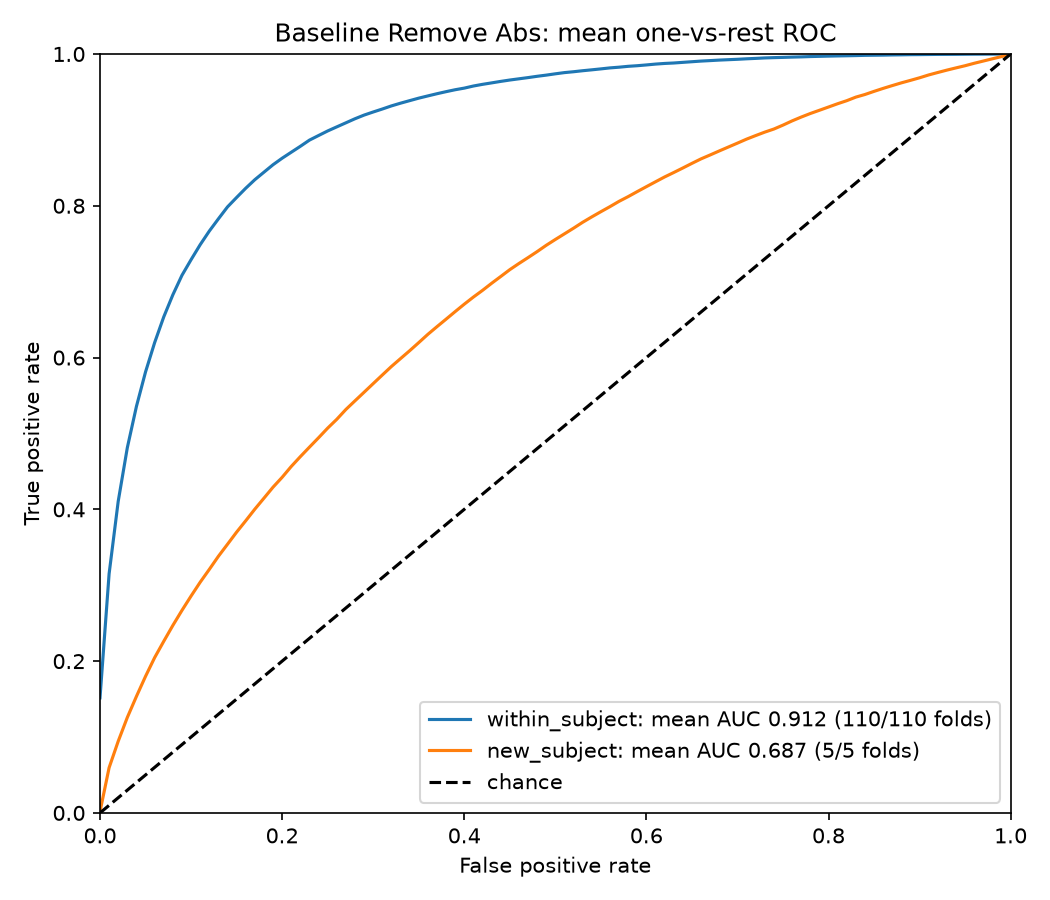 Baseline Remove Abs: mean one-vs-rest ROC
1.0
0.8
0.6
0.4
0.2
0.0
True positive rate
within_subject: mean AUC 0.912 (110/110 folds)
new_subject: mean AUC 0.687 (5/5 folds)
chance
0.0 0.2 0.4 0.6 0.8 1.0
False positive rate